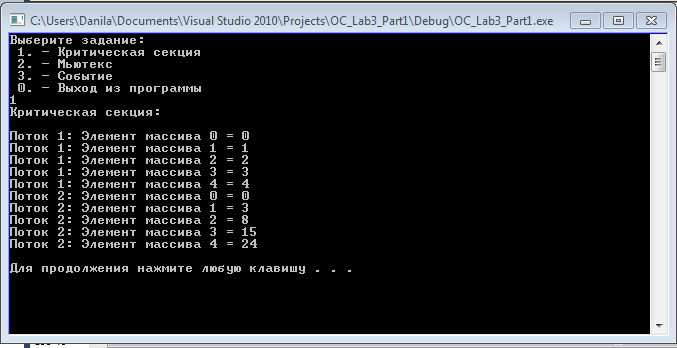 C:\Users\Danila\Documents\Visual Studio 2010\Projects\OC_Lab3_Part1\Debug\OC_Lab3_Part1.exe
Выберите задание:
1. - Критическая секция
2. - Мьютекс
3. - Событие
0. - Выход из программы
1
Критическая секция:
Поток 1: Элемент массива 0 = 0
Поток 1: Элемент массива 1 = 1
Поток 1: Элемент массива 2 = 2
Поток 1: Элемент массива 3 = 3
Поток 1: Элемент массива 4 = 4
Поток 2: Элемент массива 0 = 0
Поток 2: Элемент массива 1 = 3
Поток 2: Элемент массива 2 = 8
Поток 2: Элемент массива 3 = 15
Поток 2: Элемент массива 4 = 24
Для продолжения нажмите любую клавишу . . .